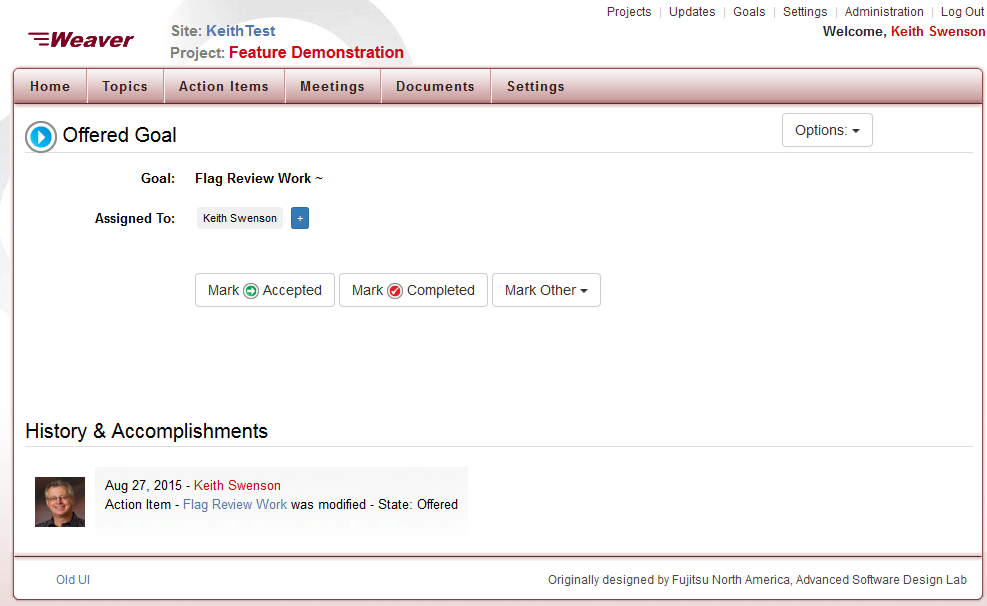 Projects | Updates | Goals | Settings | Administration | Log Out
Weaver
Site: KeithTest
Welcome, Keith Swenson
Project: Feature Demonstration
Home Topics Action Items Meetings Documents Settings
Offered Goal
Options:
Goal: Flag Review Work ~
Assigned To: Keith Swenson +
Mark Accepted Mark Completed Mark Other
History & Accomplishments
Aug 27, 2015 - Keith Swenson
Action Item - Flag Review Work was modified - State: Offered
Old UI
Originally designed by Fujitsu North America, Advanced Software Design Lab